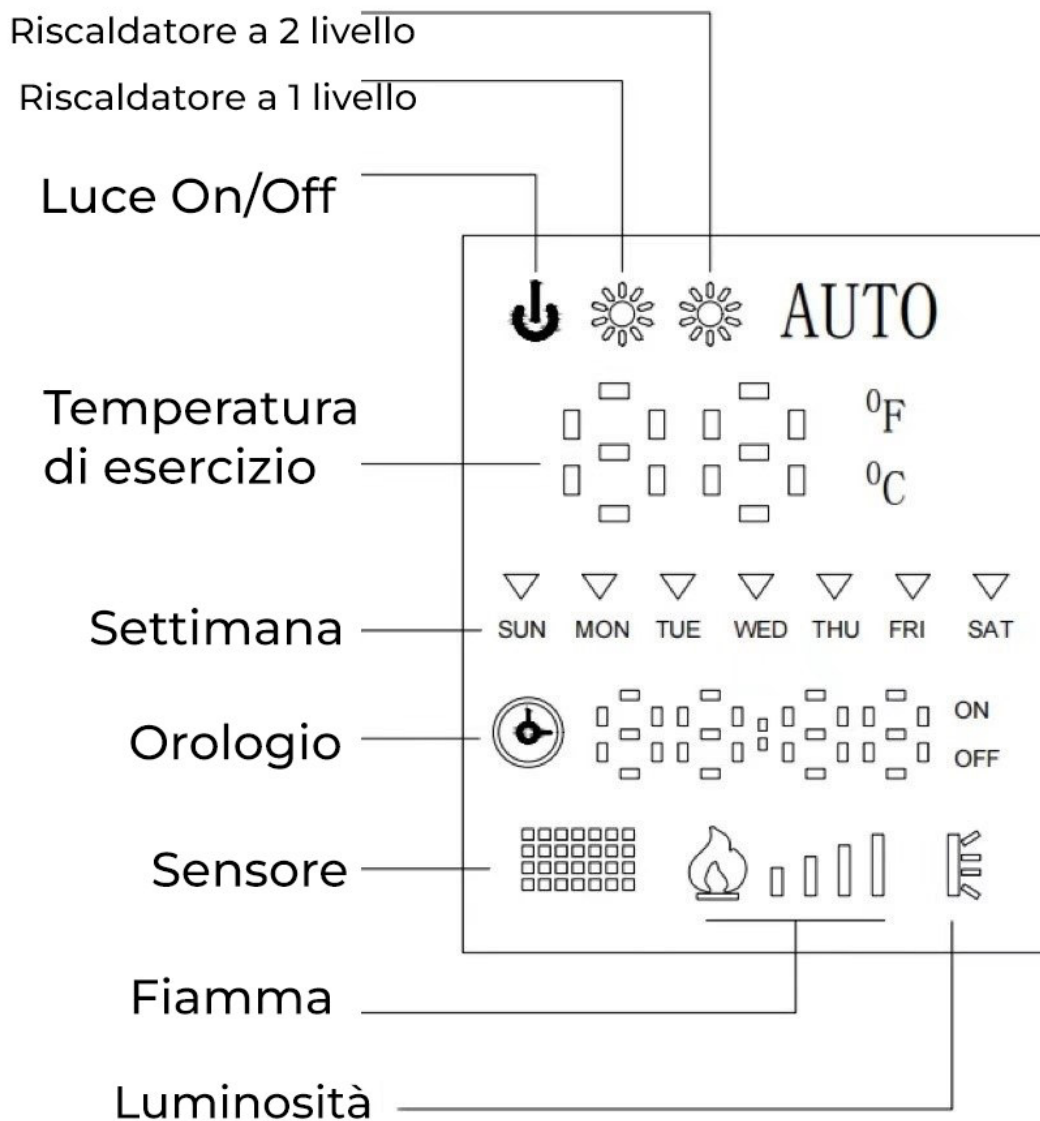 Riscaldatore a 2 livello
Riscaldatore a 1 livello
Luce On/Off
AUTO
Temperatura
di esercizio
⁰F
⁰C
SUN MON TUE WED THU FRI SAT
Settimana
Orologio
ON
OFF
Sensore
Fiamma
Luminosità